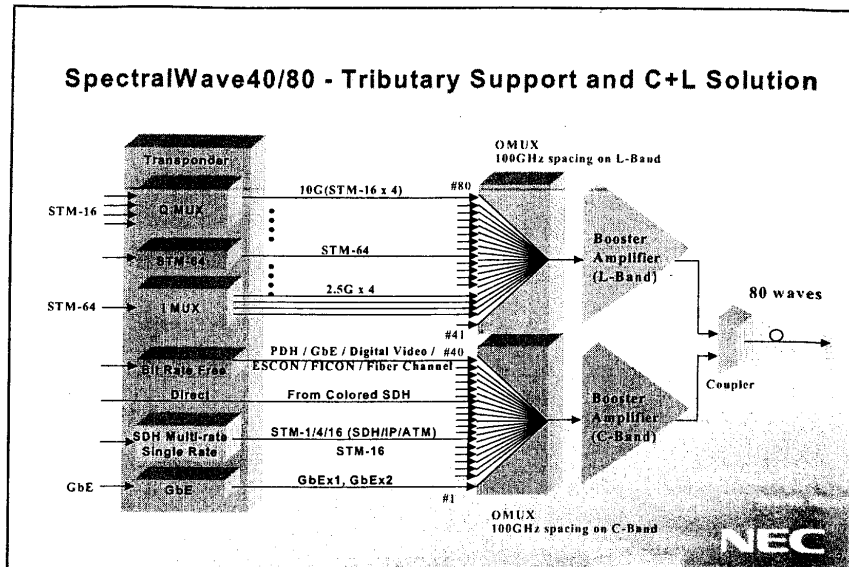 SpectralWave40/80 - Tributary Support and C+L Solution
OMUX
100GHz spacing on L-Band
Transponder
#80
10G(STM-16 x 4)
STM-16
Q MUX
STM-64
STM-64
Booster
Amplifier
(L-Band)
2.5G x 4
STM-64
I MUX
80 waves
#41
PDH / GbE / Digital Video /
#40
Bit Rate Free
ESCON / FICON / Fiber Channel
Coupler
Direct
From Colored SDH
Booster
Amplifier
(C-Band)
SDH Multi-rate
Single Rate
STM-1/4/16 (SDH/IP/ATM)
STM-16
GbE
GbE
GbEx1, GbEx2
#1
OMUX
100GHz spacing on C-Band
NEC